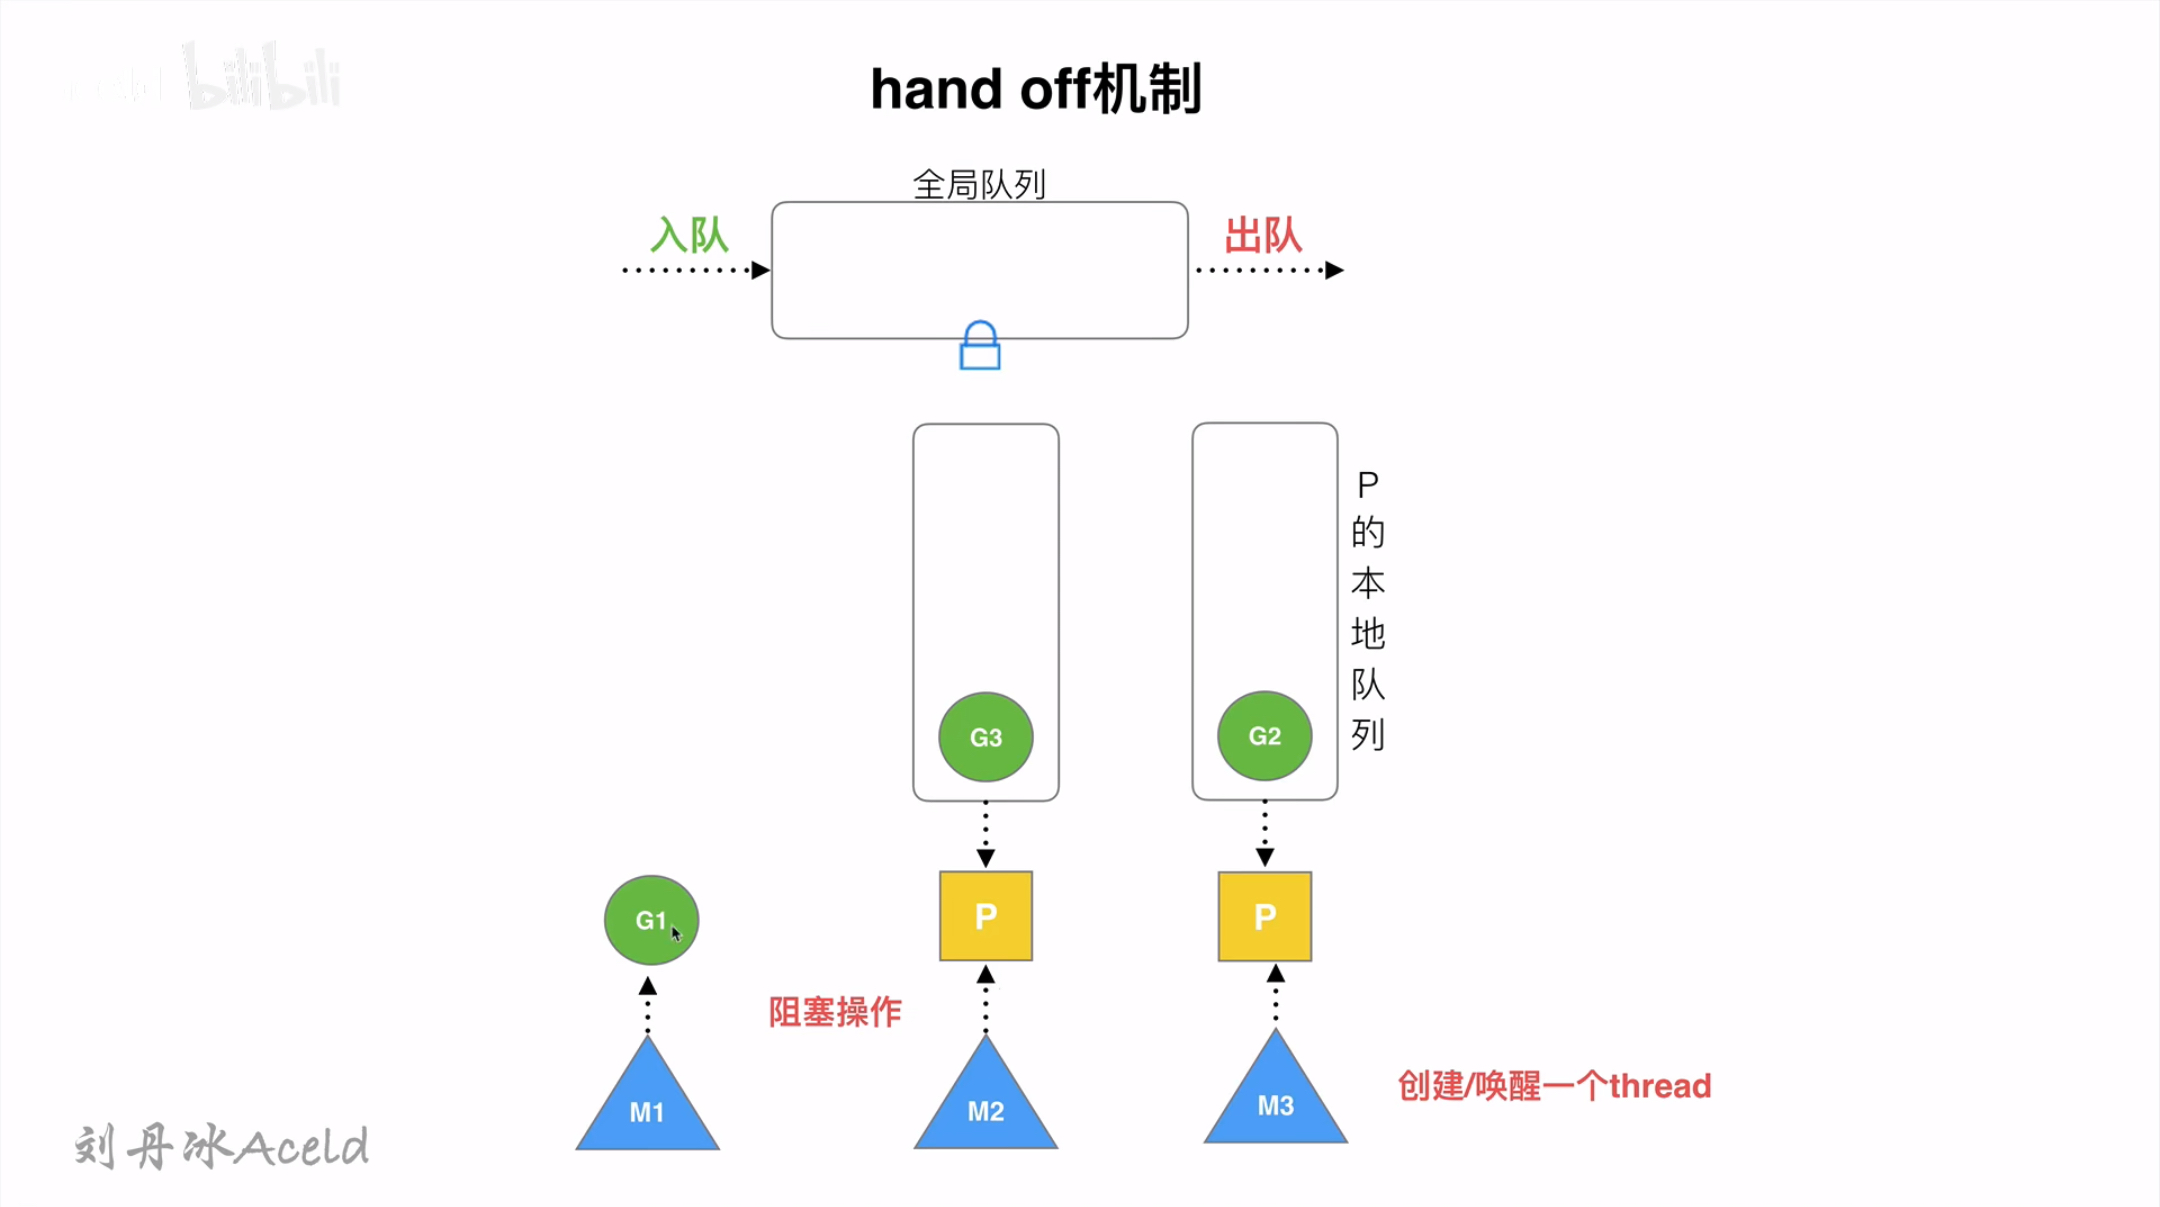 bilibili
hand off机制
全局队列
入队
出队
P
的
本
地
队
列
G3
G2
G1
P
P
阻塞操作
M1
M2
M3
创建/唤醒一个thread
刘丹冰Aceld